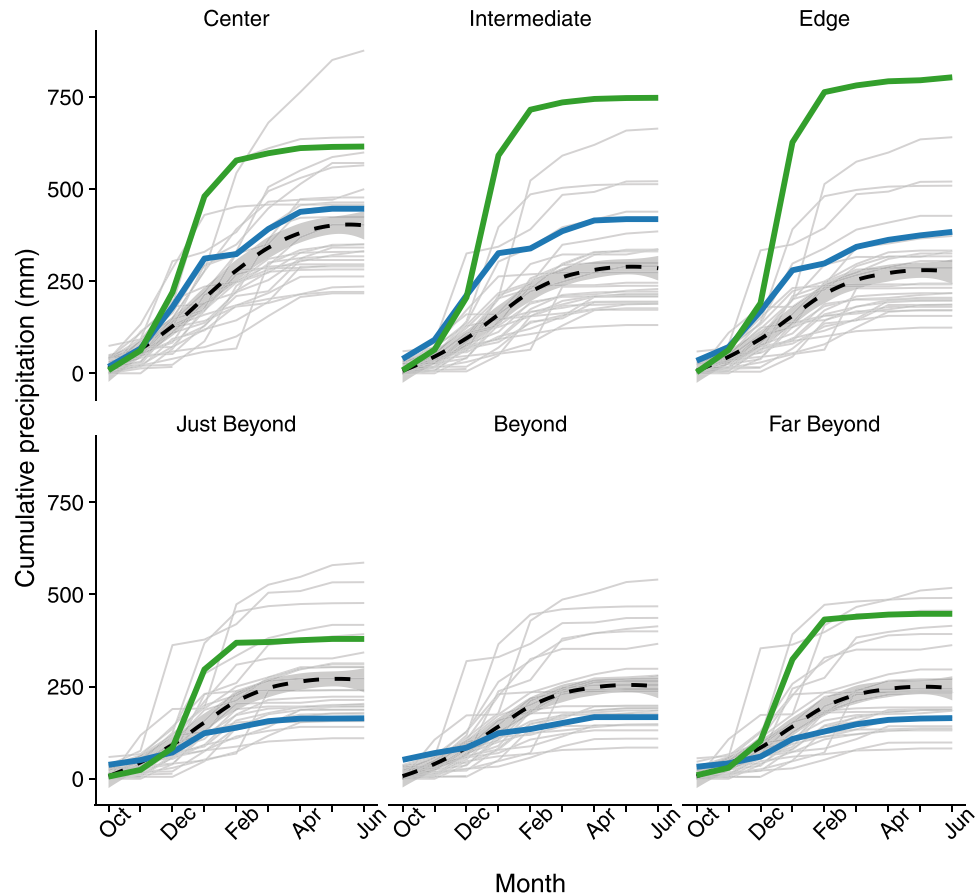 Center Intermediate Edge
Cumulative precipitation (mm)
750
500
250
0
Just Beyond Beyond Far Beyond
750
500
250
0
Oct Dec Feb Apr Jun Oct Dec Feb Apr Jun Oct Dec Feb Apr Jun
Month